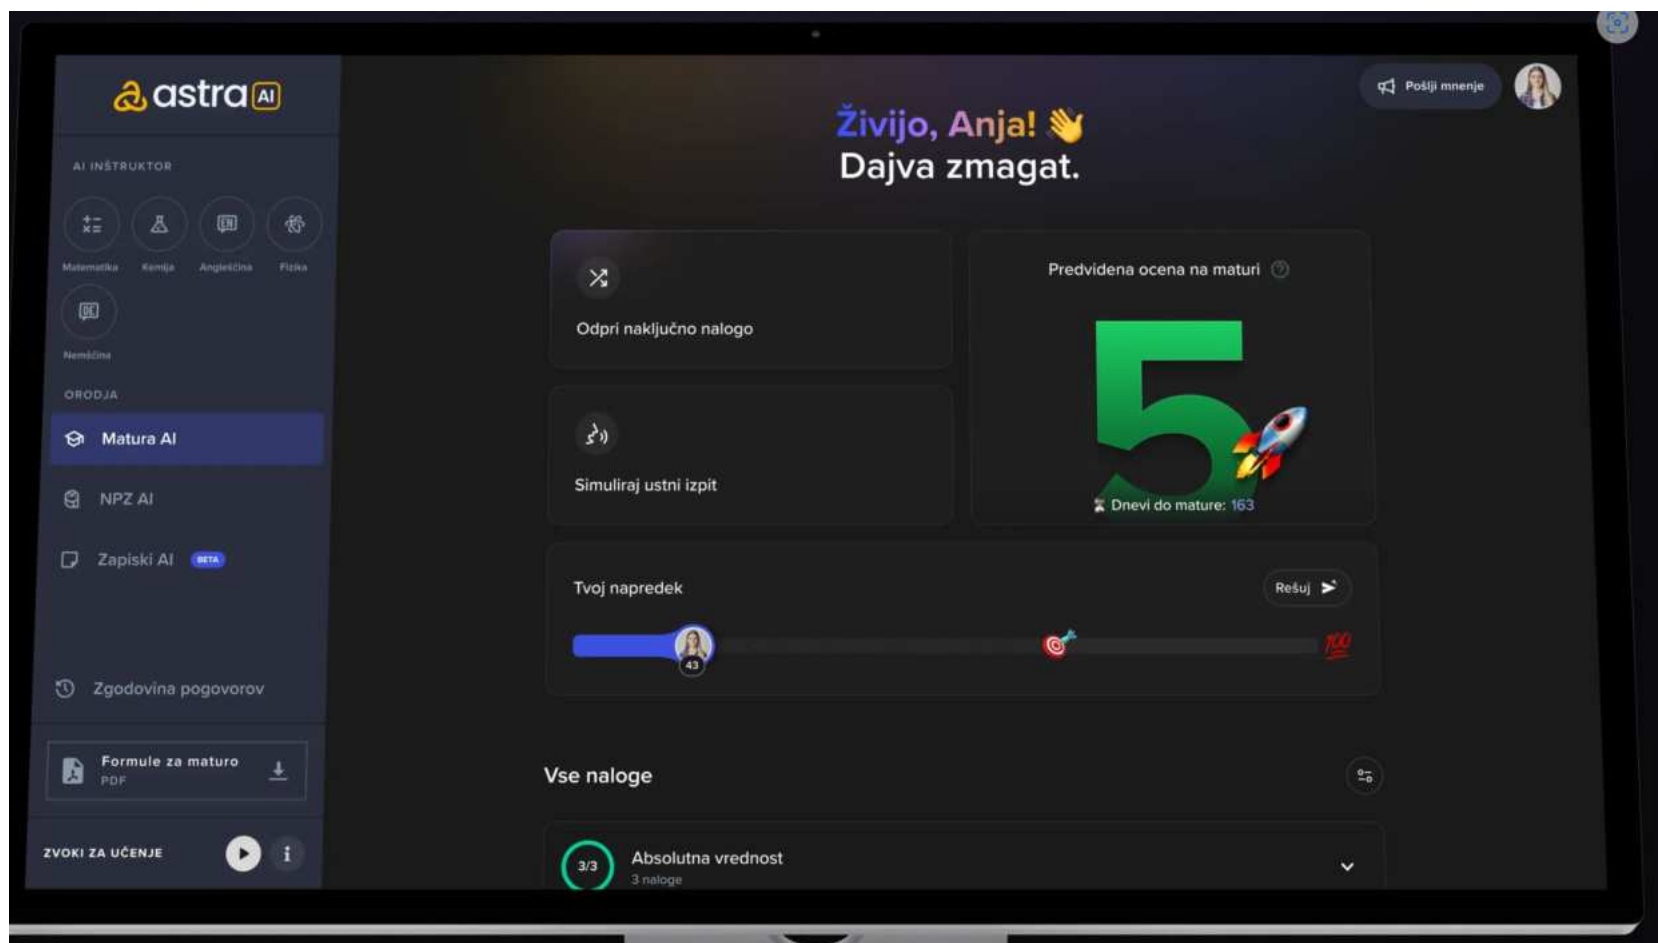 astra AI
Pošlji mnenje
Živijo, Anja! 👋
Dajva zmagat.
AI INŠTRUKTOR
Matematika
Kemija
EN
Angleščina
Fizika
DE
Nemščina
ORODJA
Matura AI
NPZ AI
Zapiski AI BETA
Zgodovina pogovorov
Formule za maturo
PDF
ZVOKI ZA UČENJE
Odpri naključno nalogo
Simuliraj ustni izpit
Predvidena ocena na maturi ?
5
Dnevi do mature: 163
Tvoj napredek
Rešuj
43
100
Vse naloge
3/3
Absolutna vrednost
3 naloge